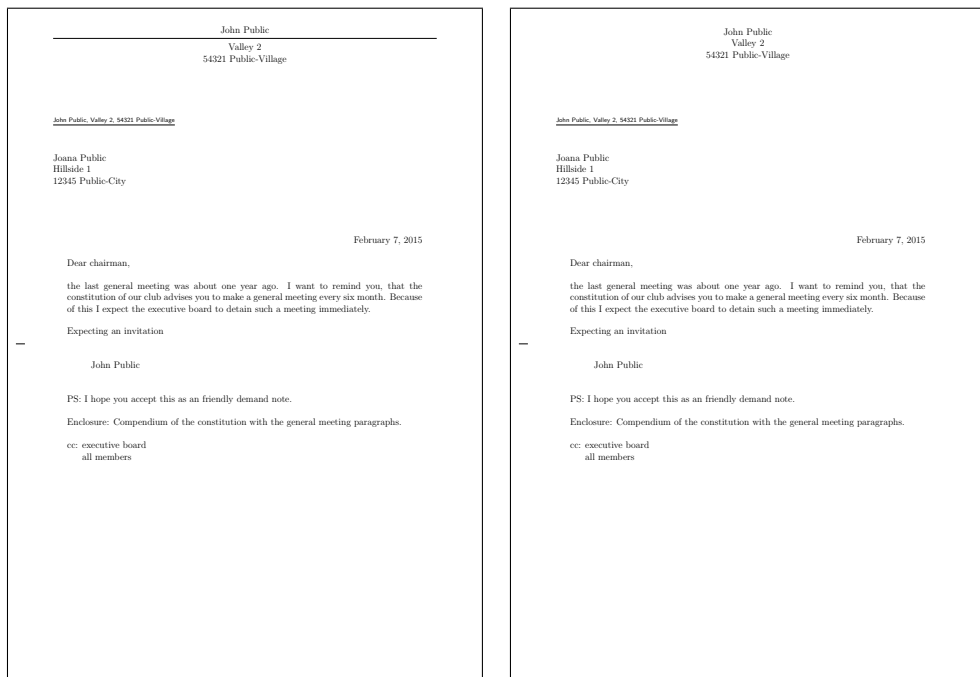 John Public
Valley 2
54321 Public-Village
John Public, Valley 2, 54321 Public-Village
Joana Public
Hillside 1
12345 Public-City
February 7, 2015
Dear chairman,
the last general meeting was about one year ago. I want to remind you, that the
constitution of our club advises you to make a general meeting every six month. Because
of this I expect the executive board to detain such a meeting immediately.
Expecting an invitation
John Public
PS: I hope you accept this as an friendly demand note.
Enclosure: Compendium of the constitution with the general meeting paragraphs.
cc: executive board
all members
John Public
Valley 2
54321 Public-Village
John Public, Valley 2, 54321 Public-Village
Joana Public
Hillside 1
12345 Public-City
February 7, 2015
Dear chairman,
the last general meeting was about one year ago. I want to remind you, that the
constitution of our club advises you to make a general meeting every six month. Because
of this I expect the executive board to detain such a meeting immediately.
Expecting an invitation
John Public
PS: I hope you accept this as an friendly demand note.
Enclosure: Compendium of the constitution with the general meeting paragraphs.
cc: executive board
all members